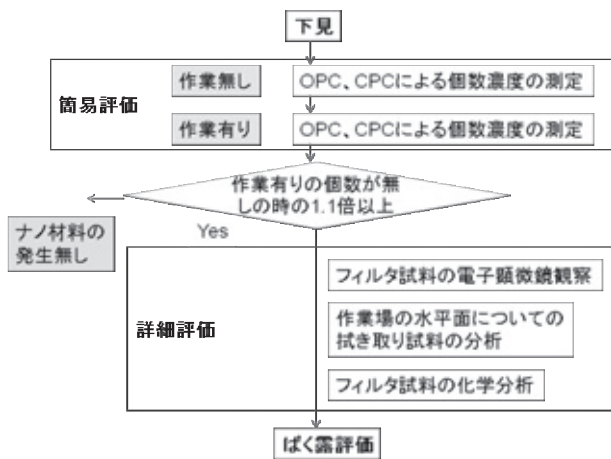 下見
簡易評価
作業無し
OPC、CPCによる個数濃度の測定
作業有り
OPC、CPCによる個数濃度の測定
作業有りの個数が無
しの時の1.1倍以上
ナノ材料の
発生無し
Yes
詳細評価
フィルタ試料の電子顕微鏡観察
作業場の水平面についての
拭き取り試料の分析
フィルタ試料の化学分析
ばく露評価